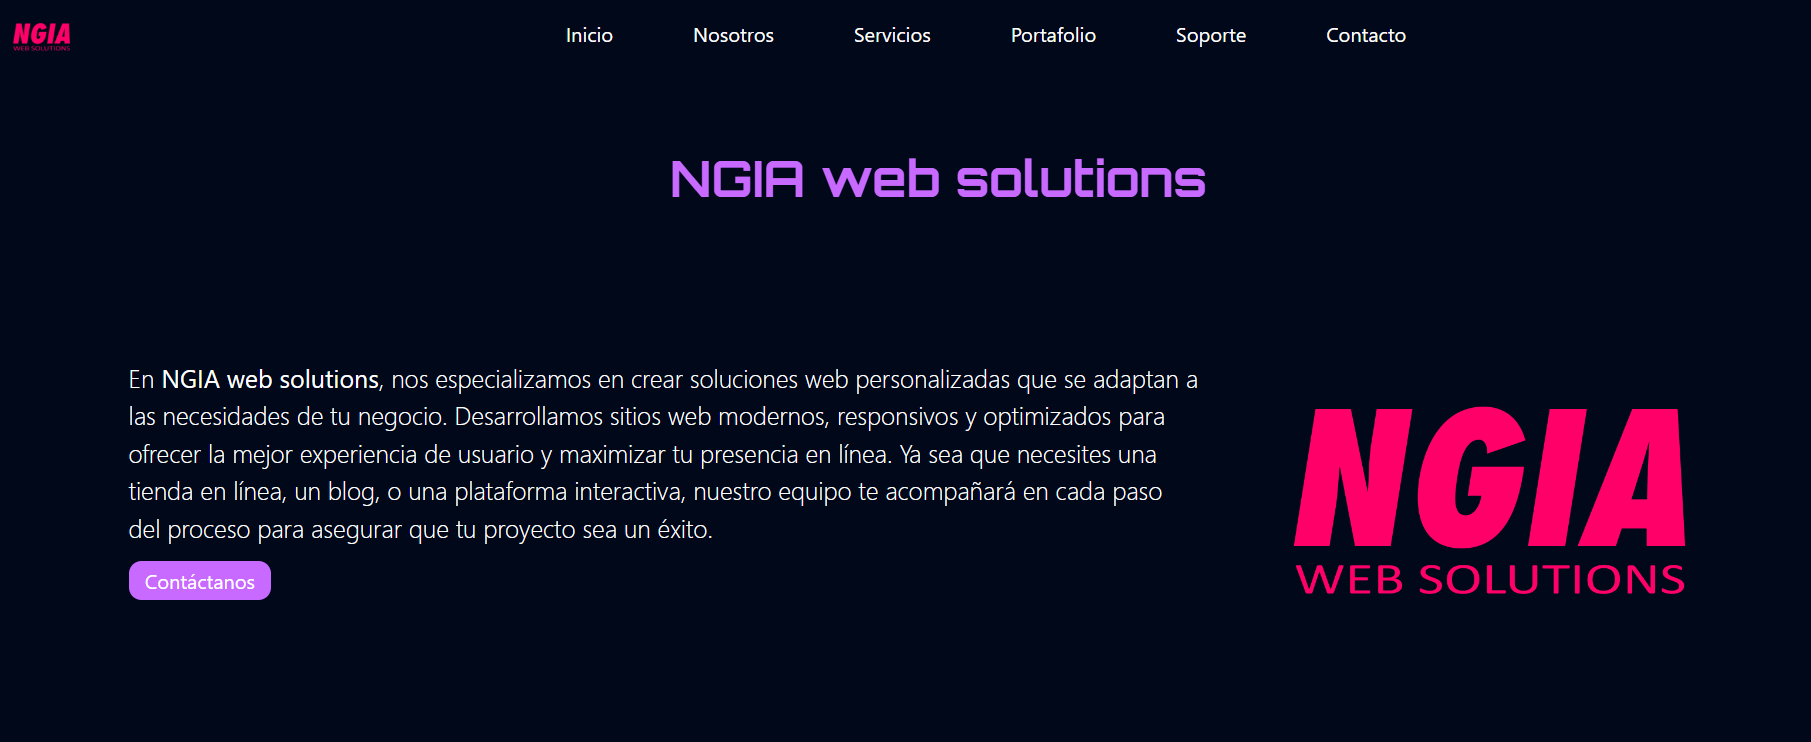 NGIA
WEB SOLUTIONS
Inicio Nosotros Servicios Portafolio Soporte Contacto
NGIA web solutions
En NGIA web solutions, nos especializamos en crear soluciones web personalizadas que se adaptan a
las necesidades de tu negocio. Desarrollamos sitios web modernos, responsivos y optimizados para
ofrecer la mejor experiencia de usuario y maximizar tu presencia en línea. Ya sea que necesites una
tienda en línea, un blog, o una plataforma interactiva, nuestro equipo te acompañará en cada paso
del proceso para asegurar que tu proyecto sea un éxito.
Contáctanos
NGIA
WEB SOLUTIONS